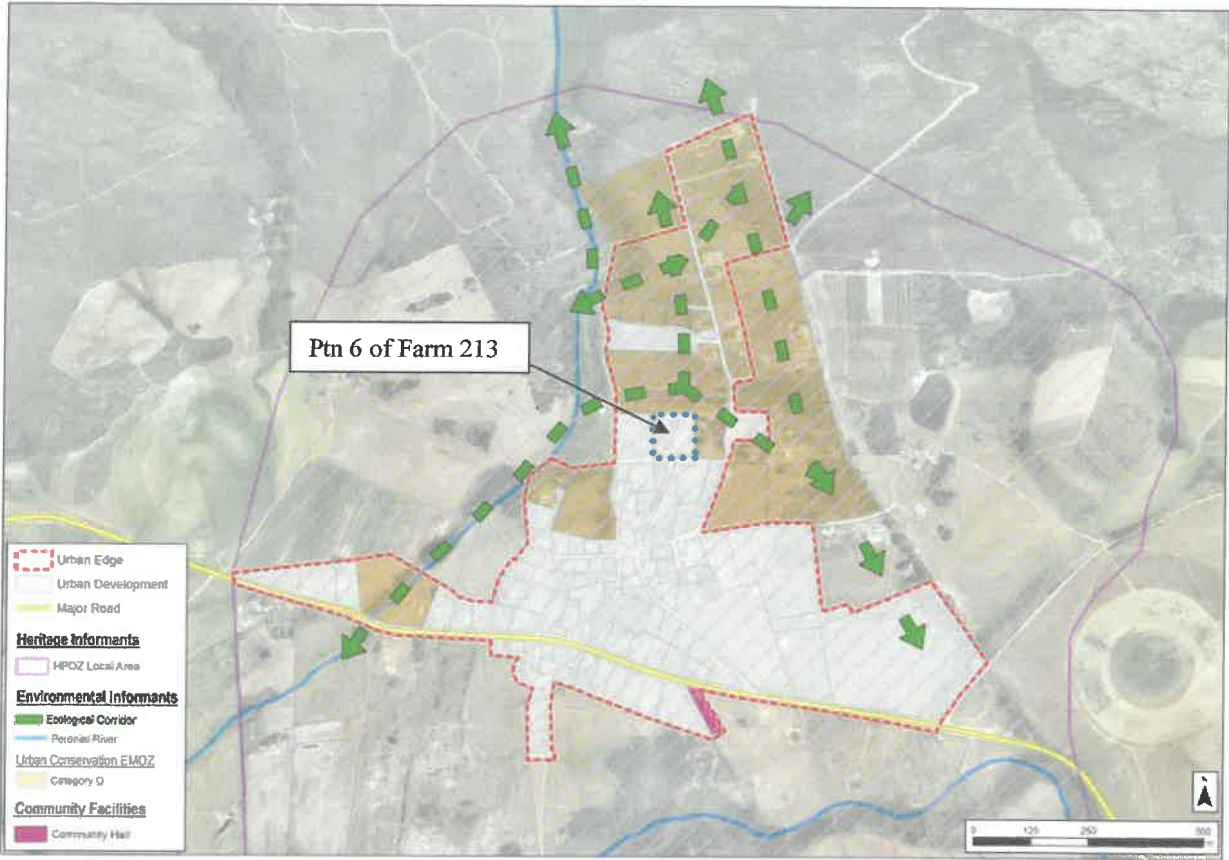 Ptn 6 of Farm 213
Urban Edge
Urban Development
Major Road
Heritage Informants
HPOZ Local Area
Environmental Informants
Ecological Corridor
Perenial River
Urban Conservation EMOZ
Category D
Community Facilities
Community Hall
N
0 125 250 500
m